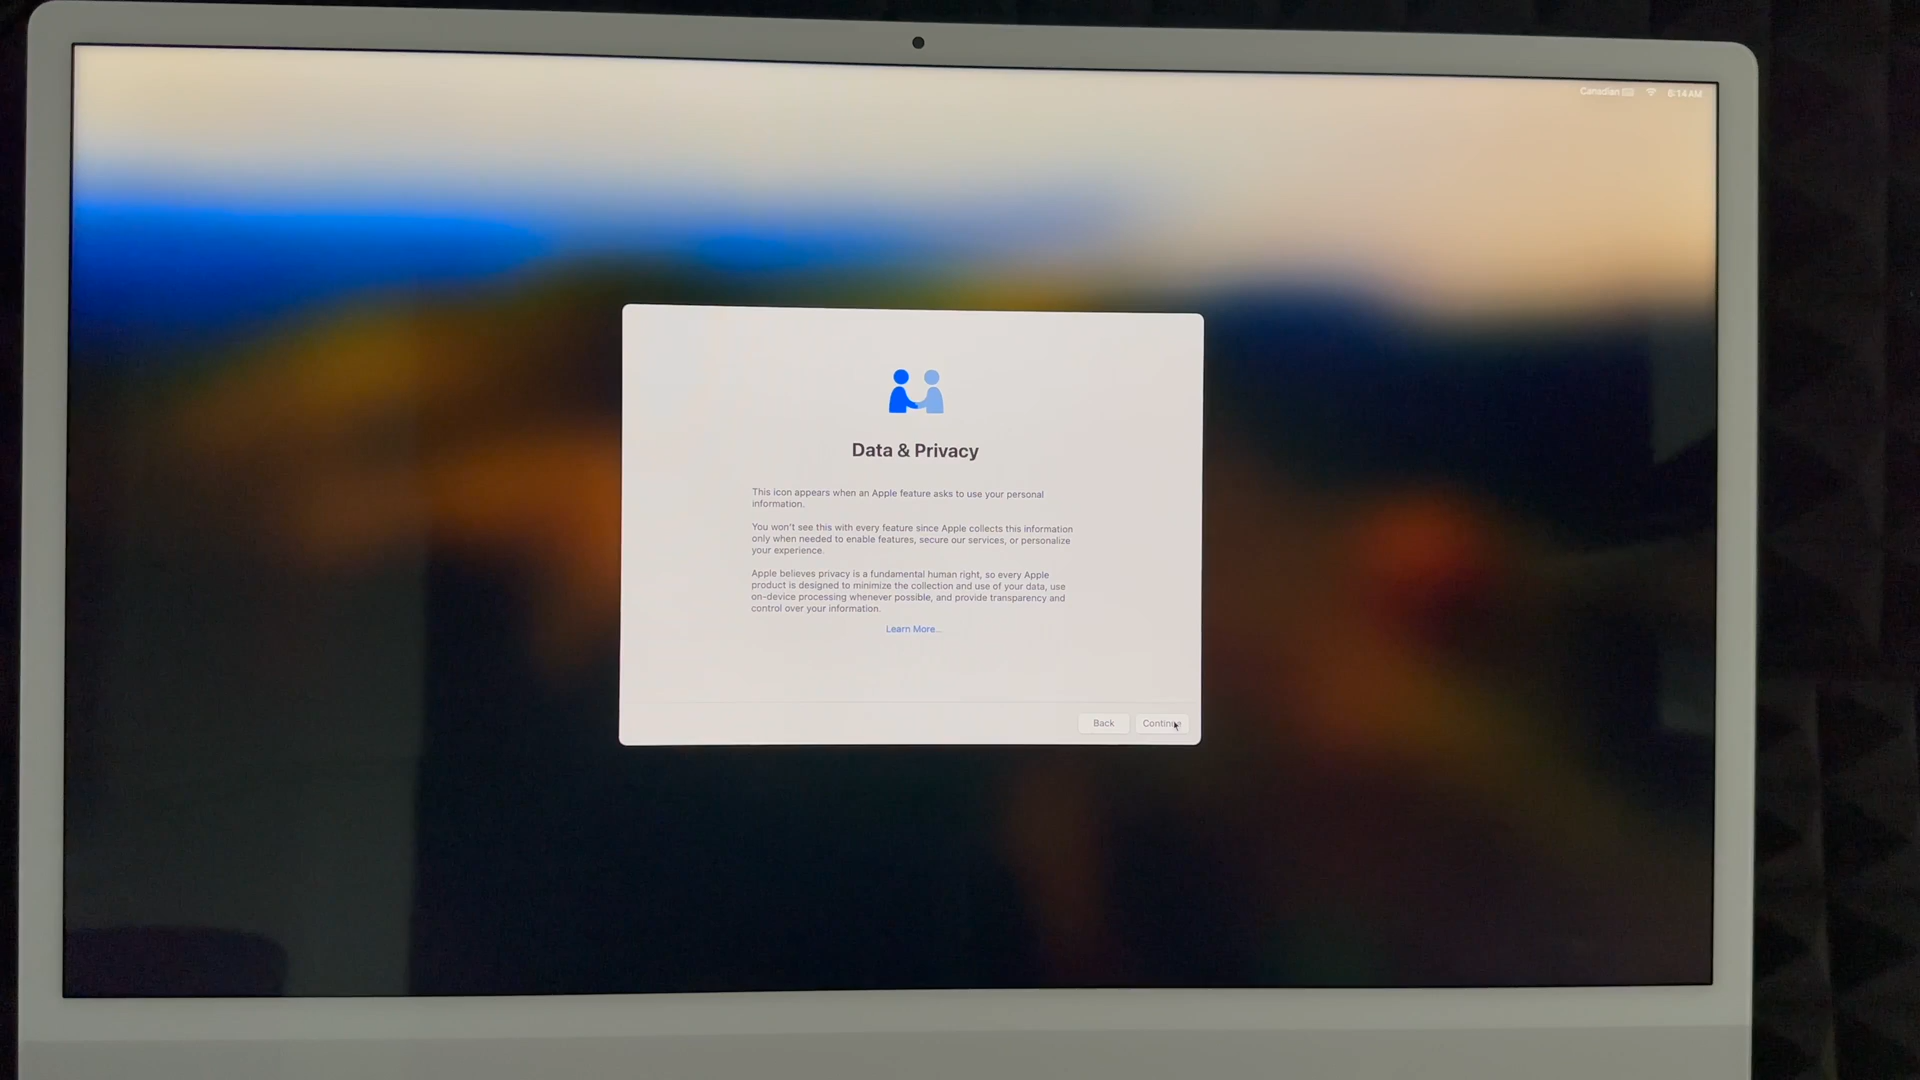 Canadian 6:14 AM
Data & Privacy
This icon appears when an Apple feature asks to use your personal
information.
You won't see this with every feature since Apple collects this information
only when needed to enable features, secure our services, or personalize
your experience.
Apple believes privacy is a fundamental human right, so every Apple
product is designed to minimize the collection and use of your data, use
on-device processing whenever possible, and provide transparency and
control over your information.
Learn More...
Back Continue